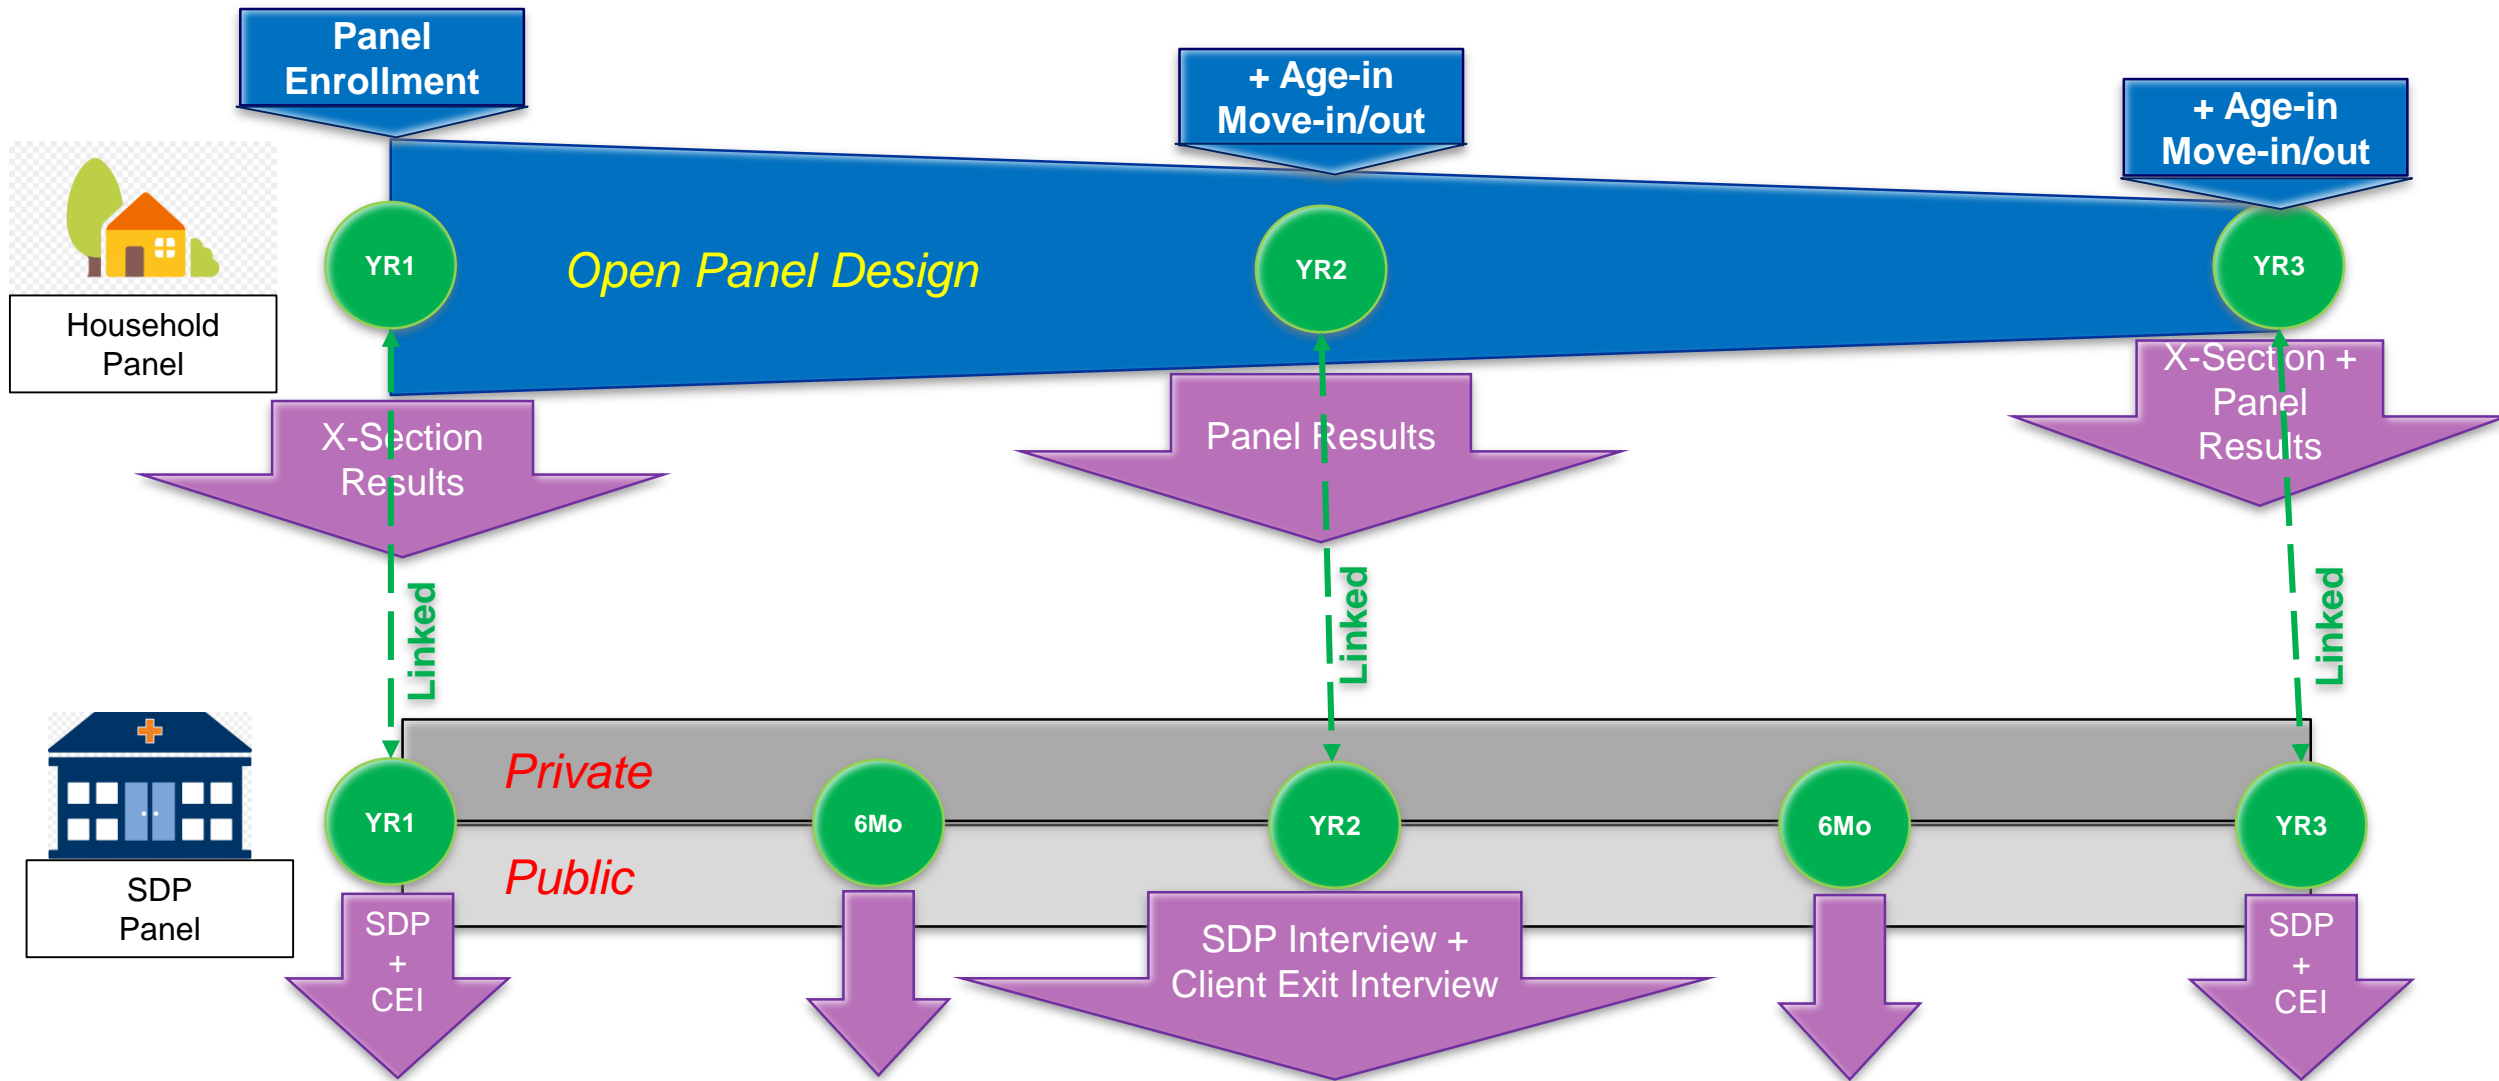 Panel
Enrollment
+ Age-in
Move-in/out
+ Age-in
Move-in/out
YR1
Open Panel Design
YR2
YR3
Household
Panel
X-Section
Results
Panel Results
X-Section +
Panel
Results
Linked
Linked
Linked
Private
YR1
6Mo
YR2
6Mo
YR3
Public
SDP
Panel
SDP
+
CEI
SDP Interview +
Client Exit Interview
SDP
+
CEI